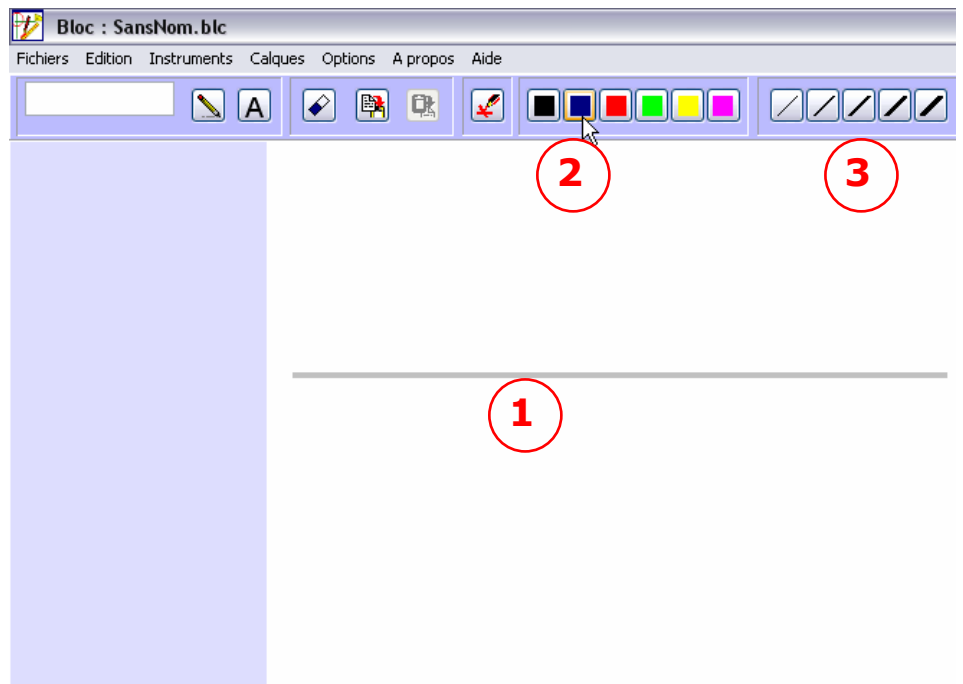 Bloc : SansNom.blc
Fichiers Edition Instruments Calques Options A propos Aide
A
2
3
1